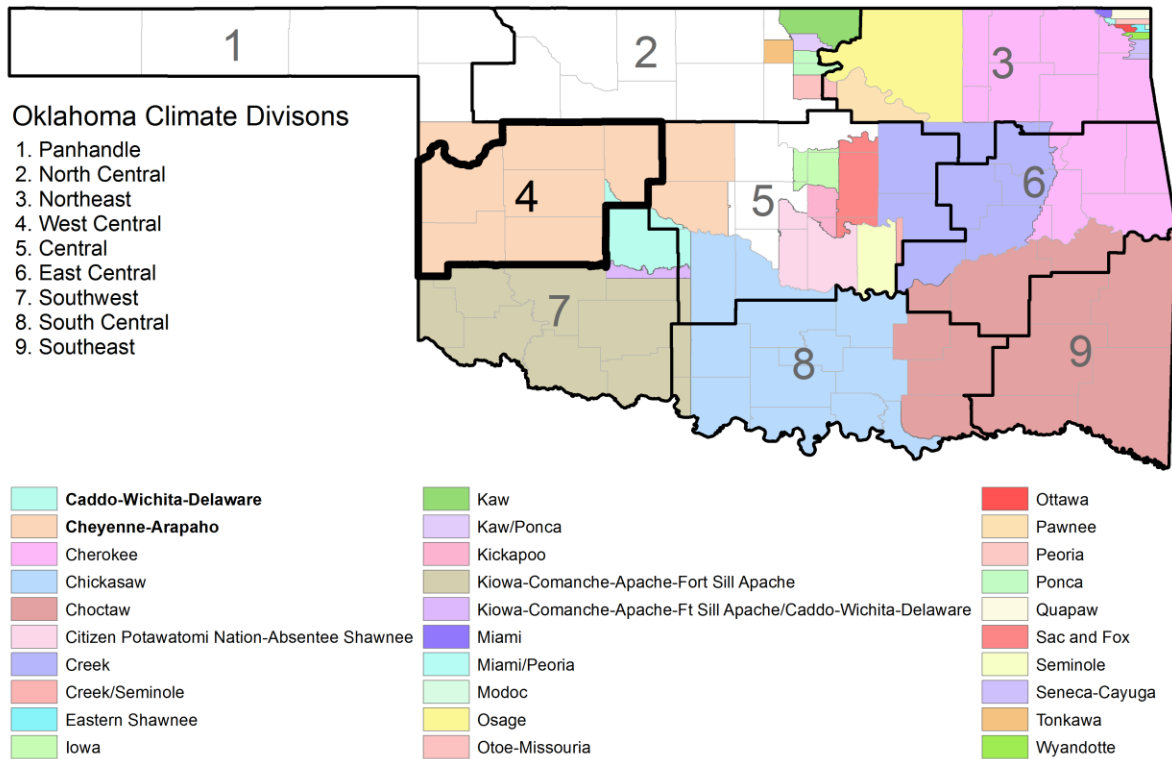 1
2
3
4
5
6
7
8
9
Oklahoma Climate Divisons
1. Panhandle
2. North Central
3. Northeast
4. West Central
5. Central
6. East Central
7. Southwest
8. South Central
9. Southeast
Caddo-Wichita-Delaware
Cheyenne-Arapaho
Cherokee
Chickasaw
Choctaw
Citizen Potawatomi Nation-Absentee Shawnee
Creek
Creek/Seminole
Eastern Shawnee
Iowa
Kaw
Kaw/Ponca
Kickapoo
Kiowa-Comanche-Apache-Fort Sill Apache
Kiowa-Comanche-Apache-Ft Sill Apache/Caddo-Wichita-Delaware
Miami
Miami/Peoria
Modoc
Osage
Otoe-Missouria
Ottawa
Pawnee
Peoria
Ponca
Quapaw
Sac and Fox
Seminole
Seneca-Cayuga
Tonkawa
Wyandotte